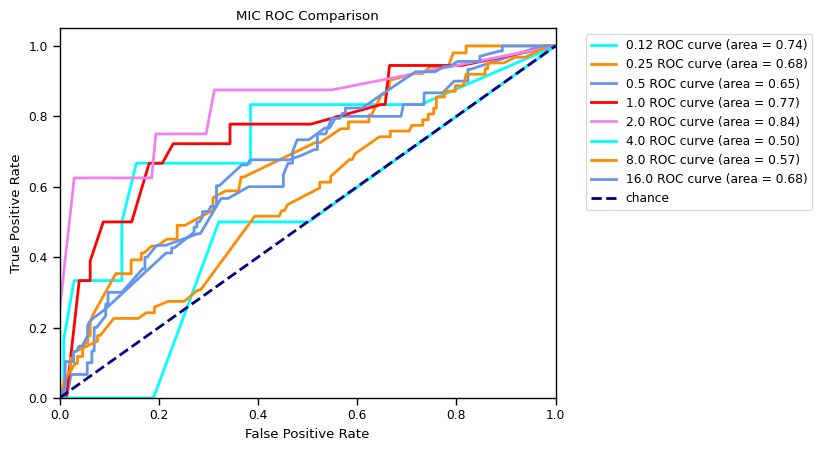 MIC ROC Comparison
1.0
0.8
0.6
0.4
0.2
0.0
True Positive Rate
0.0 0.2 0.4 0.6 0.8 1.0
False Positive Rate
0.12 ROC curve (area = 0.74)
0.25 ROC curve (area = 0.68)
0.5 ROC curve (area = 0.65)
1.0 ROC curve (area = 0.77)
2.0 ROC curve (area = 0.84)
4.0 ROC curve (area = 0.50)
8.0 ROC curve (area = 0.57)
16.0 ROC curve (area = 0.68)
chance